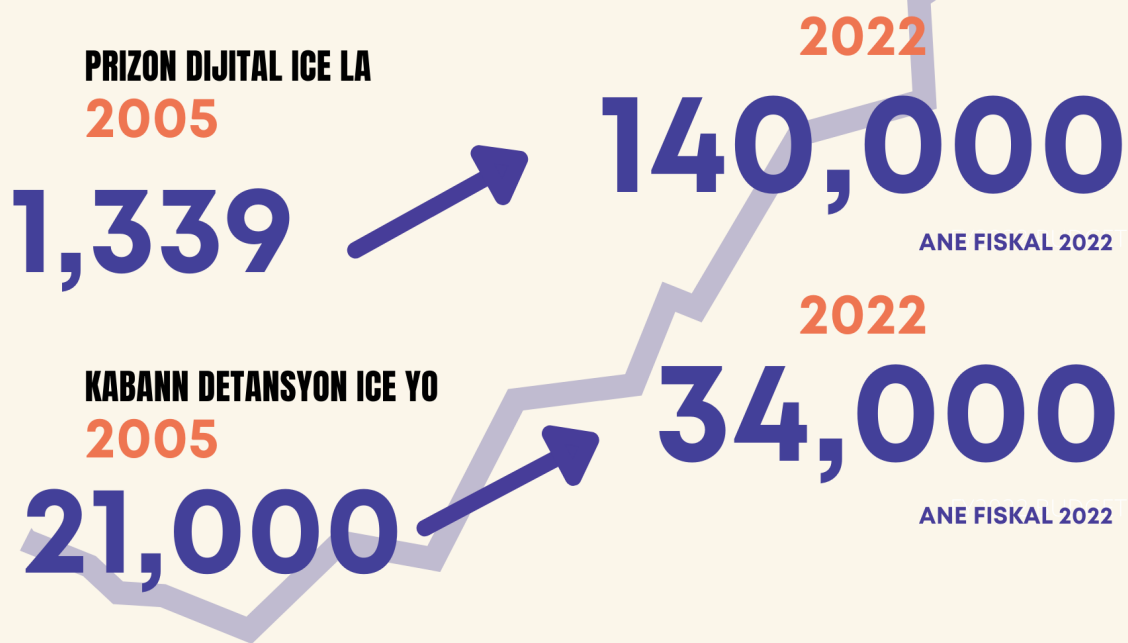 PRIZON DIJITAL ICE LA
2005
1,339
2022
140,000
ANE FISKAL 2022
KABANN DETANSYON ICE YO
2005
21,000
2022
34,000
ANE FISKAL 2022